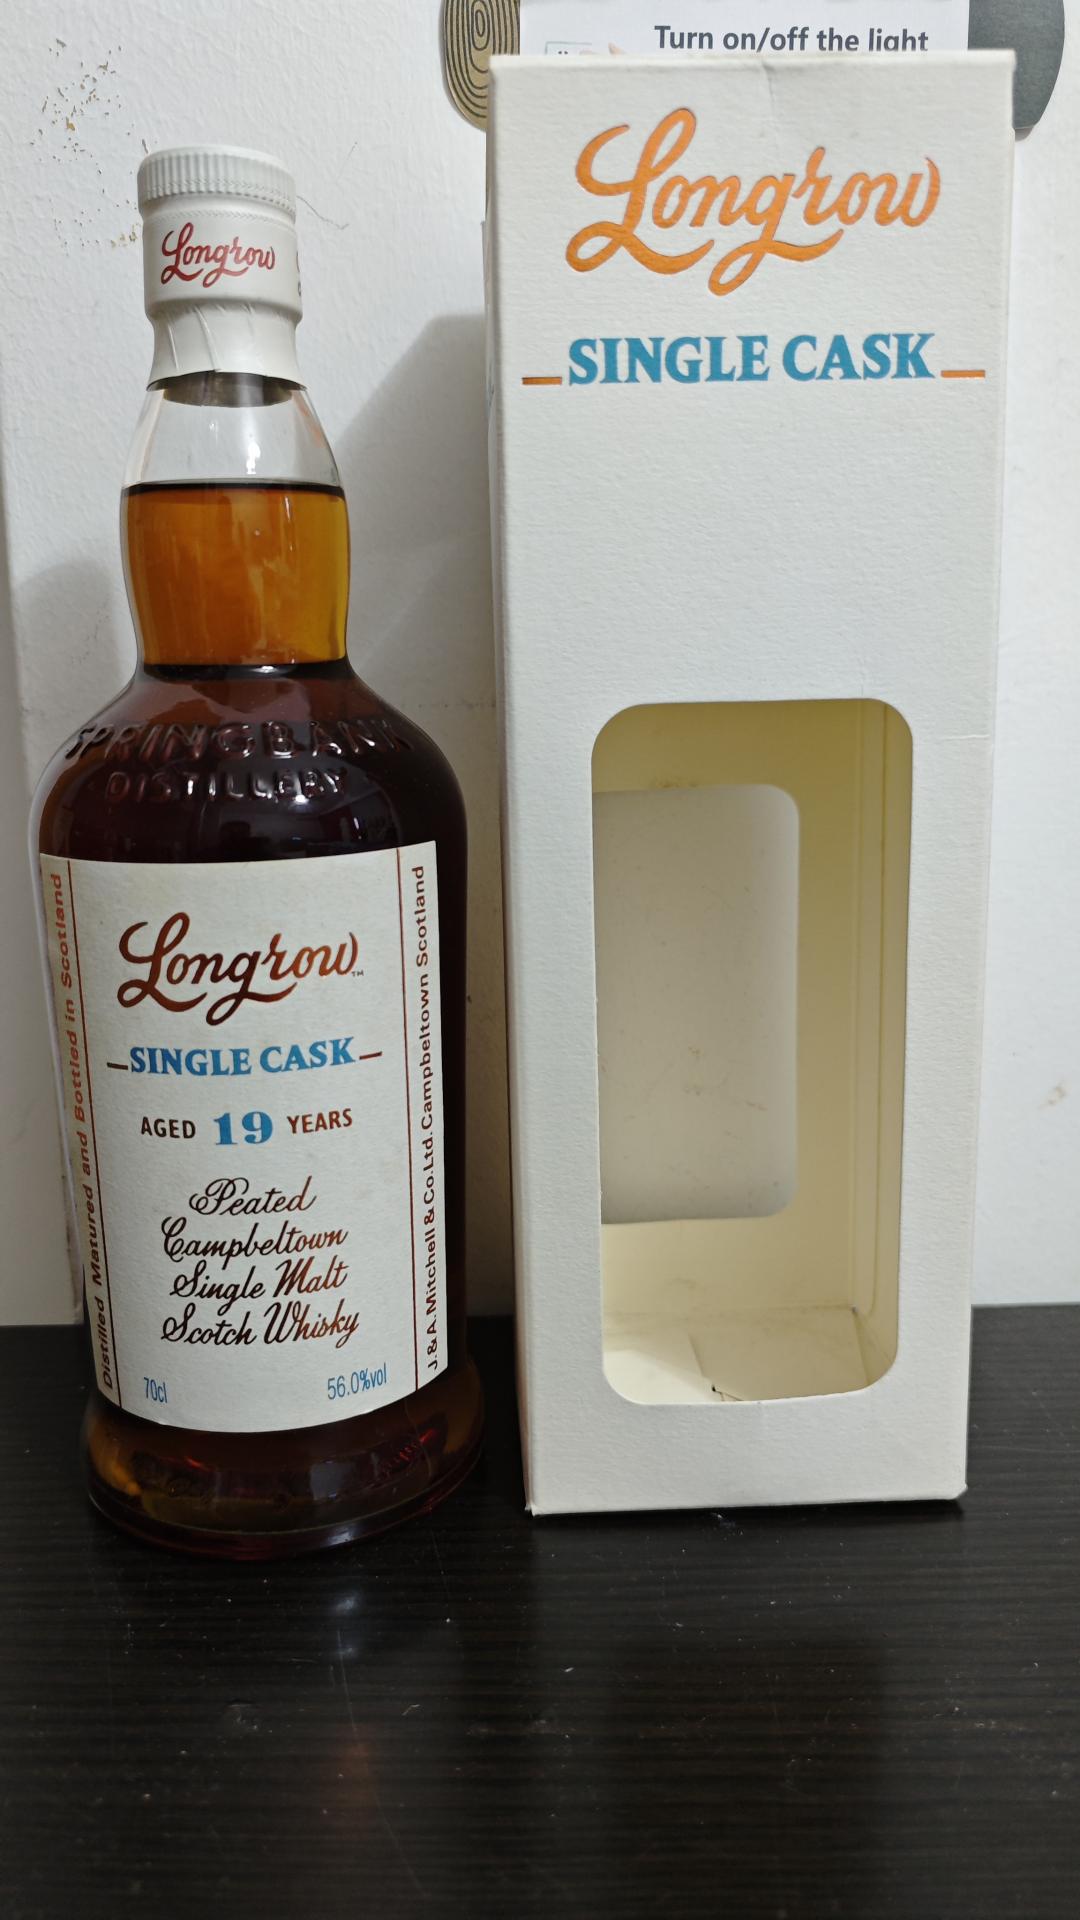 Turn on/off the light
Longrow
SINGLE CASK
Longrow
SPRINGBANK
DISTILLERY
Distilled Matured and Bottled in Scotland
Longrow™
SINGLE CASK
AGED 19 YEARS
Peated
Campbeltown
Single Malt
Scotch Whisky
70cl
56.0%vol
J.&A.Mitchell & Co.Ltd. Campbeltown Scotland